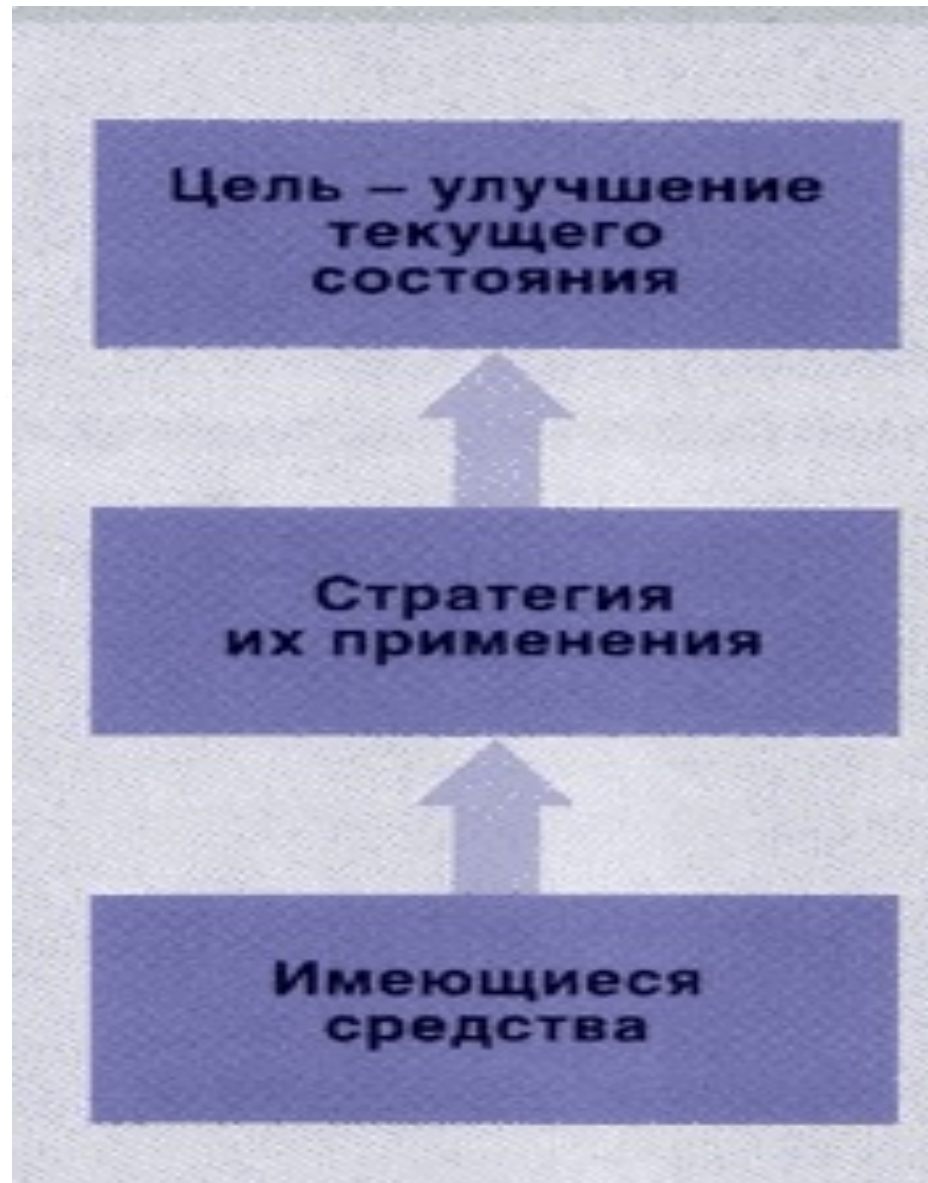 Цель – улучшение
текущего
состояния
Стратегия
их применения
Имеющиеся
средства